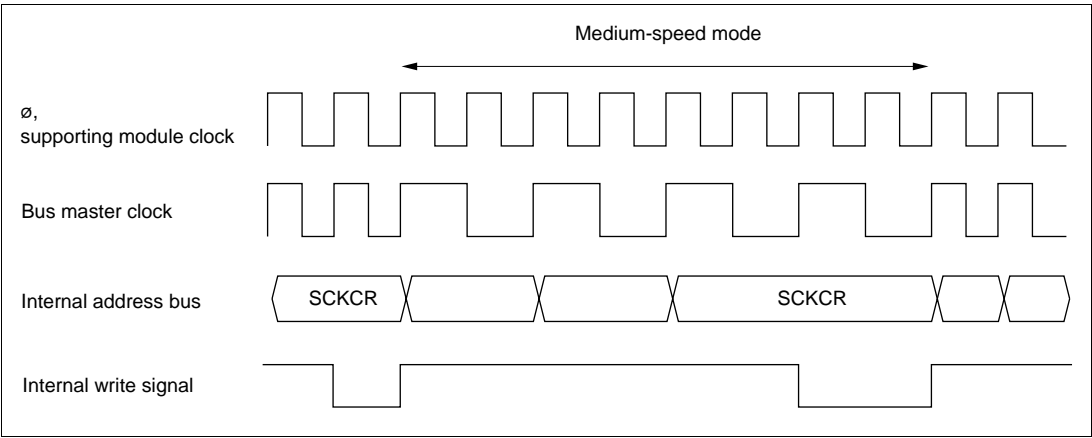 Medium-speed mode
ø,
supporting module clock
Bus master clock
Internal address bus
SCKCR
SCKCR
Internal write signal